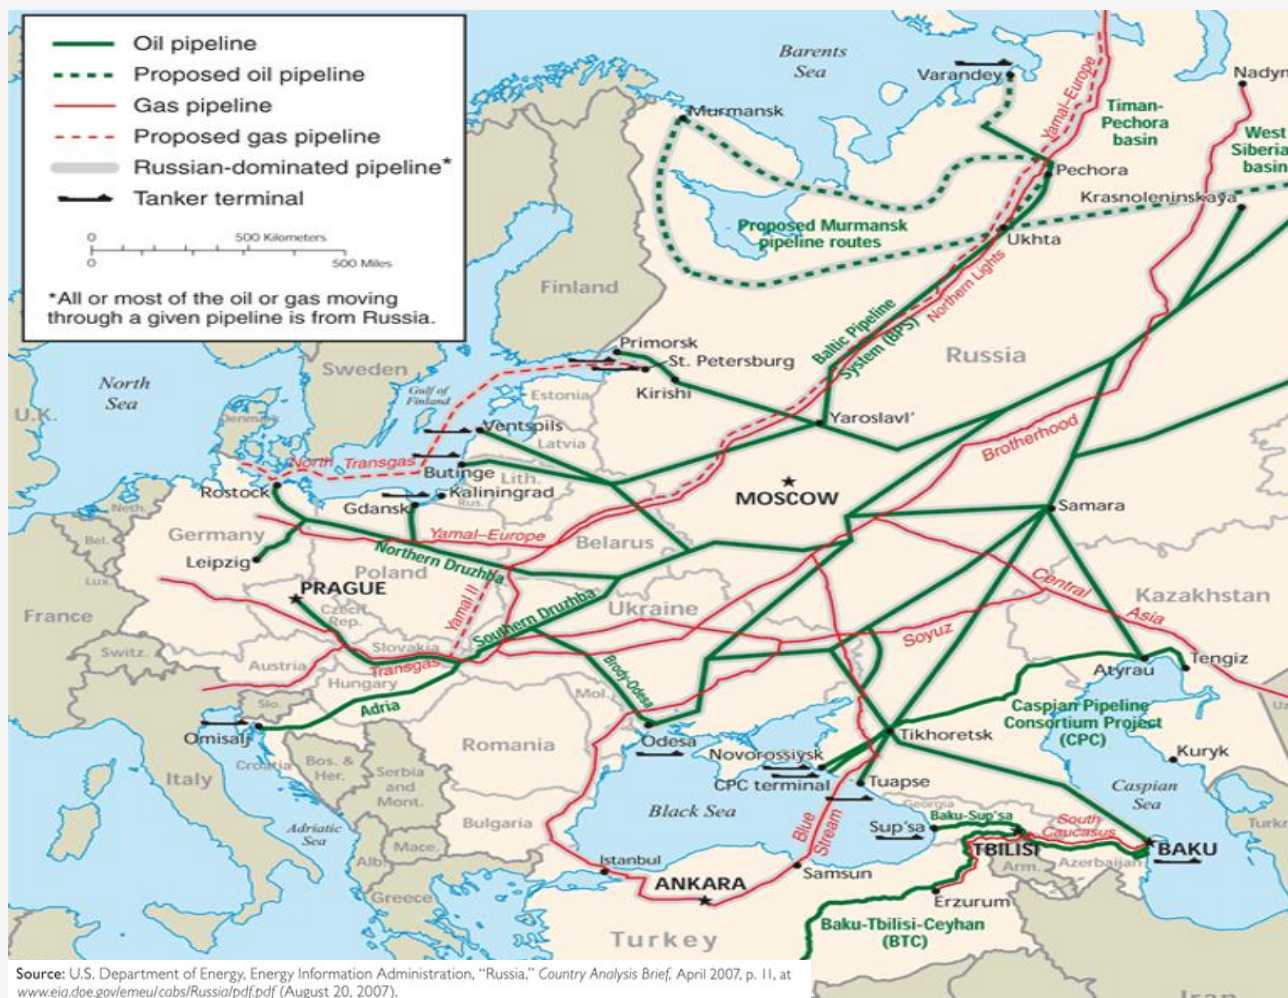 Oil pipeline
Proposed oil pipeline
Gas pipeline
Proposed gas pipeline
Russian-dominated pipeline*
Tanker terminal
0
500 Kilometers
0
500 Miles
*All or most of the oil or gas moving
through a given pipeline is from Russia.
Barents
Sea
Varandey
Murmansk
Yamal–Europe
Timan-
Pechora
basin
Nadym
West
Siberian
basin
Pechora
Krasnoleninskaya
Proposed Murmansk
pipeline routes
Ukhta
Northern Lights
Finland
Baltic Pipeline
System (BPS)
Russia
Primorsk
St. Petersburg
Kirishi
Sweden
North
Sea
Gulf of
Finland
Estonia
U.K.
Denmark
Ventspils
Latvia
Yaroslavl'
Brotherhood
North Transgas
Butinge
Lith.
Rostock
Kaliningrad
Rus.
MOSCOW
Gdansk
Samara
Neth.
Germany
Yamal–Europe
Belarus
Bel.
Leipzig
Northern Druzhba
Poland
Lux.
PRAGUE
Yamal II
Southern Druzhba
Ukraine
Central
Asia
Kazakhstan
France
Czech
Rep.
Soyuz
Slovakia
Switz.
Austria
Transgas
Hungary
Brody-Odesa
Mol.
Atyrau
Tengiz
Slo.
Adria
Caspian Pipeline
Consortium Project
(CPC)
Uz
Omisalj
Croatia
Romania
Odesa
Tikhoretsk
Novorossiysk
Kuryk
Bos. &
Her.
Serbia
and
Mont.
CPC terminal
Tuapse
Italy
Caspian
Sea
Black Sea
Georgia
Adriatic
Sea
Bulgaria
Blue
Stream
Baku-Sup'sa
South
Caucasus
Turk
Sup'sa
Mace.
TBILISI
BAKU
Alb.
Istanbul
Arm.
Azerbaijan
ANKARA
Samsun
Greece
Erzurum
Baku-Tbilisi-Ceyhan
(BTC)
Turkey
Iran
Source: U.S. Department of Energy, Energy Information Administration, "Russia," Country Analysis Brief, April 2007, p. 11, at
www.eia.doe.gov/emeu/cabs/Russia/pdf.pdf (August 20, 2007).